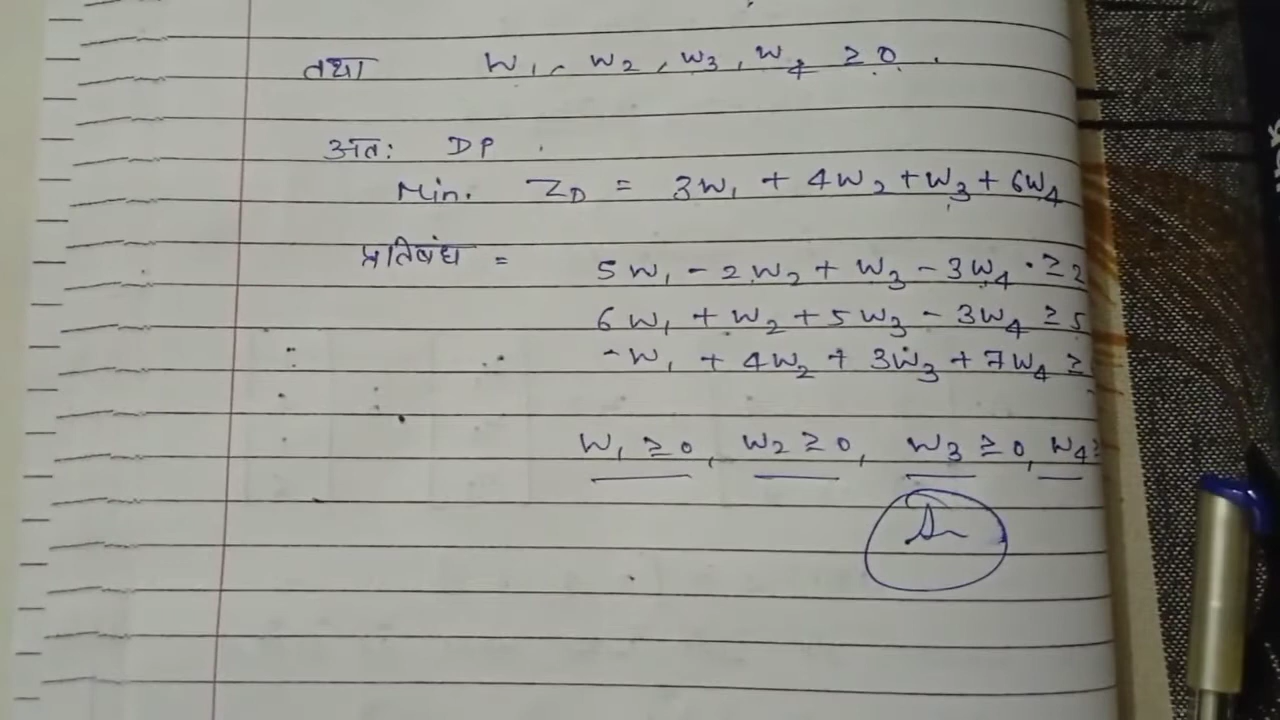 तथा W₁, W₂, W₃, W₄ ≥ 0.
अतः DP
Min. Z_D = 3W₁ + 4W₂ + W₃ + 6W₄
प्रतिबंध = 5W₁ - 2W₂ + W₃ - 3W₄ ≥ 2
6W₁ + W₂ + 5W₃ - 3W₄ ≥ 5
-W₁ + 4W₂ + 3W₃ + 7W₄ ≥
W₁ ≥ 0, W₂ ≥ 0, W₃ ≥ 0, W₄ ≥